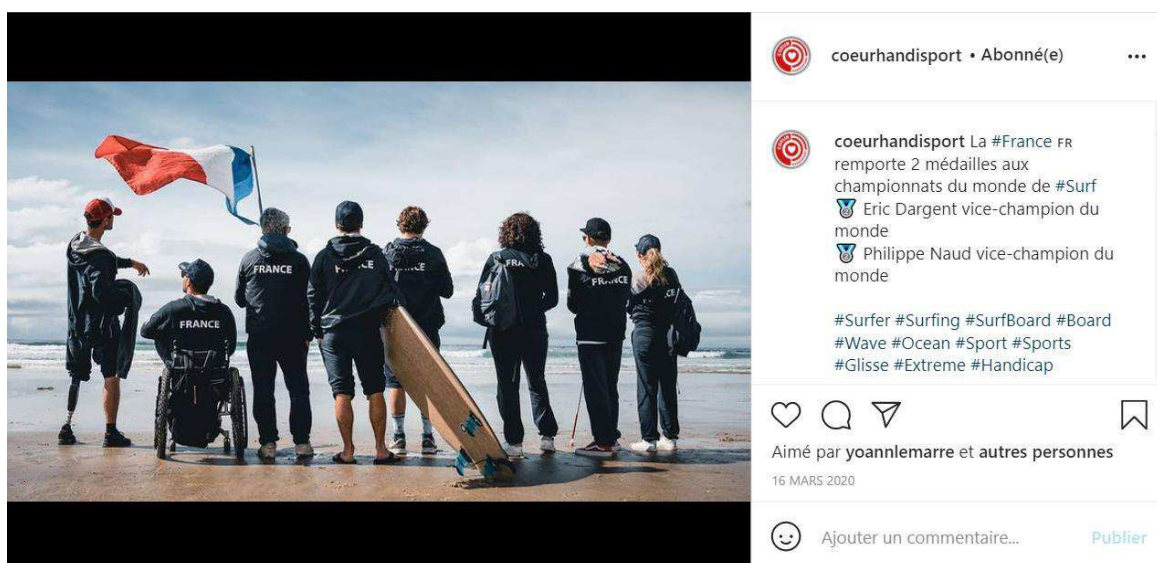 FRANCE
FRANCE
FRANCE
coeurhandisport • Abonné(e)
coeurhandisport La #France FR
remporte 2 médailles aux
championnats du monde de #Surf
🥈 Eric Dargent vice-champion du
monde
🥈 Philippe Naud vice-champion du
monde
#Surfer #Surfing #SurfBoard #Board
#Wave #Ocean #Sport #Sports
#Glisse #Extreme #Handicap
Aimé par yoannlemarre et autres personnes
16 MARS 2020
Ajouter un commentaire...
Publier